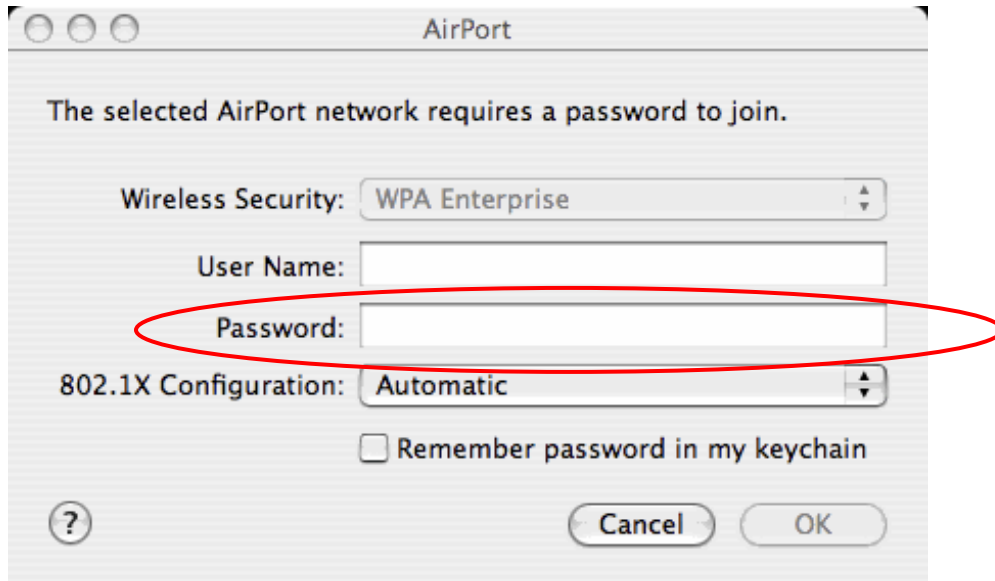 AirPort
The selected AirPort network requires a password to join.
Wireless Security: WPA Enterprise
User Name:
Password:
802.1X Configuration: Automatic
Remember password in my keychain
? Cancel OK